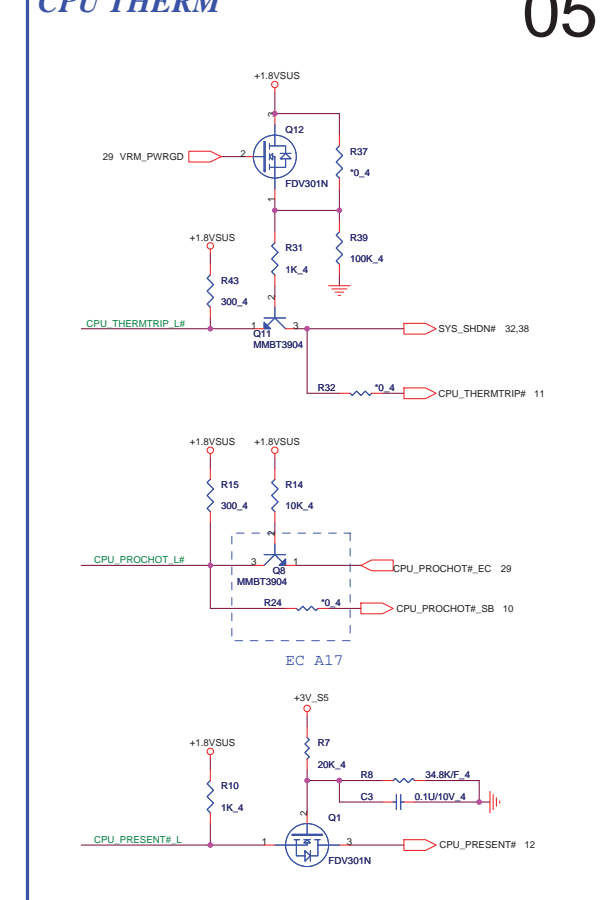 CPU THERM
05
+1.8VSUS
3
Q12
29 VRM_PWRGD
2
R37
*0_4
FDV301N
1
+1.8VSUS
R31
R39
1K_4
100K_4
R43
300_4
2
CPU_THERMTRIP_L#
1
3
SYS_SHDN# 32,38
Q11
MMBT3904
R32
*0_4
CPU_THERMTRIP# 11
+1.8VSUS
+1.8VSUS
R15
R14
300_4
10K_4
2
CPU_PROCHOT_L#
3
1
Q8
CPU_PROCHOT#_EC 29
MMBT3904
R24
*0_4
CPU_PROCHOT#_SB 10
EC A17
+3V_S5
+1.8VSUS
R7
20K_4
R8
34.8K/F_4
R10
1K_4
C3
0.1U/10V_4
2
Q1
CPU_PRESENT#_L
1
3
CPU_PRESENT# 12
FDV301N